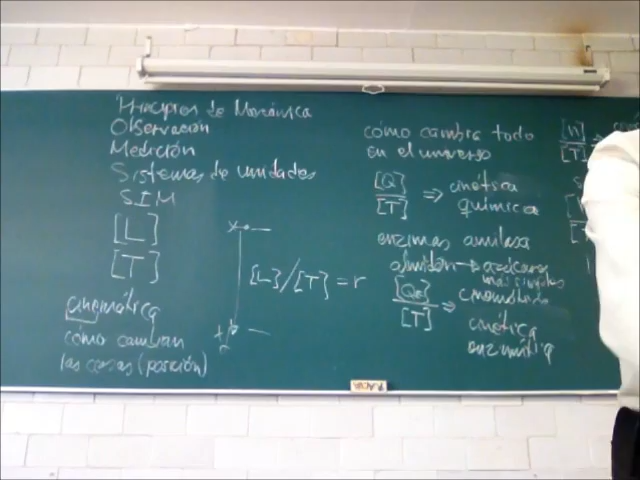 Principios de Mecánica
Observación
Medición
Sistemas de unidades
SIM
[L]
[T]
cinemática
cómo cambian
las cosas (posición)
[L]/[T] = r
cómo cambia todo
en el universo
[Q]
[T]
⇒ cinética
química
enzimas amilasa
almidón → azúcares
más simples
[Qe]
[T]
⇒
cinética
enzimática
[N]
[T]